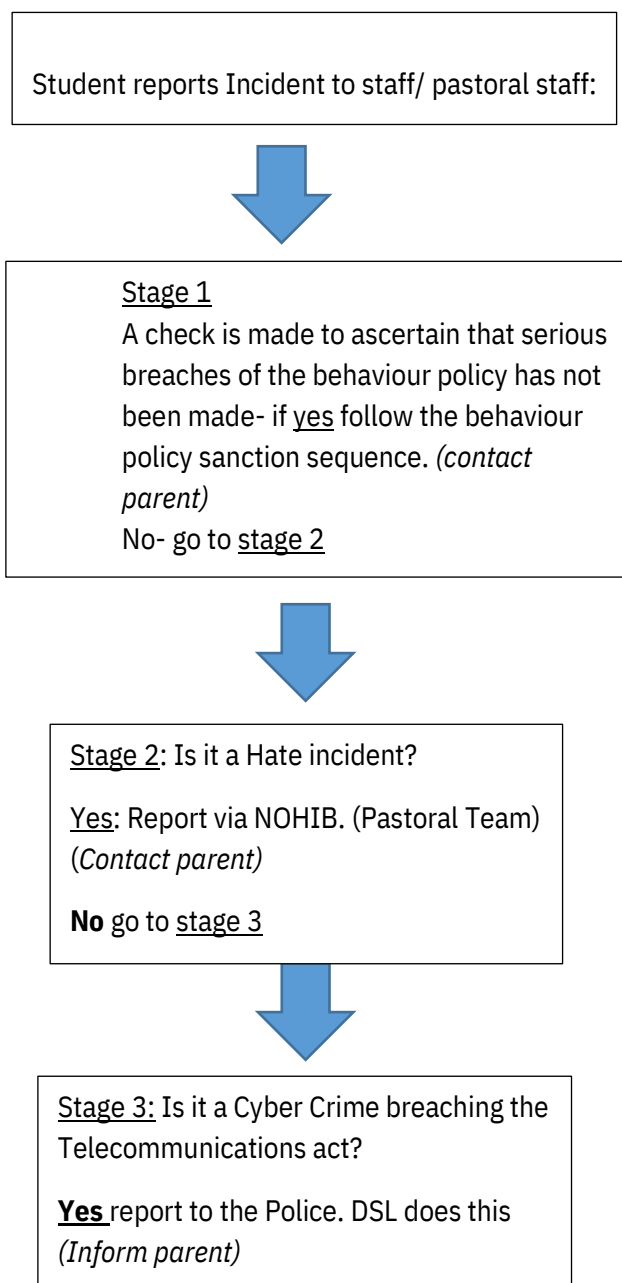 Student reports Incident to staff/ pastoral staff:
Stage 1
A check is made to ascertain that serious
breaches of the behaviour policy has not
been made- if yes follow the behaviour
policy sanction sequence. (contact
parent)
No- go to stage 2
Stage 2: Is it a Hate incident?
Yes: Report via NOHIB. (Pastoral Team)
(Contact parent)
No go to stage 3
Stage 3: Is it a Cyber Crime breaching the
Telecommunications act?
Yes report to the Police. DSL does this
(Inform parent)